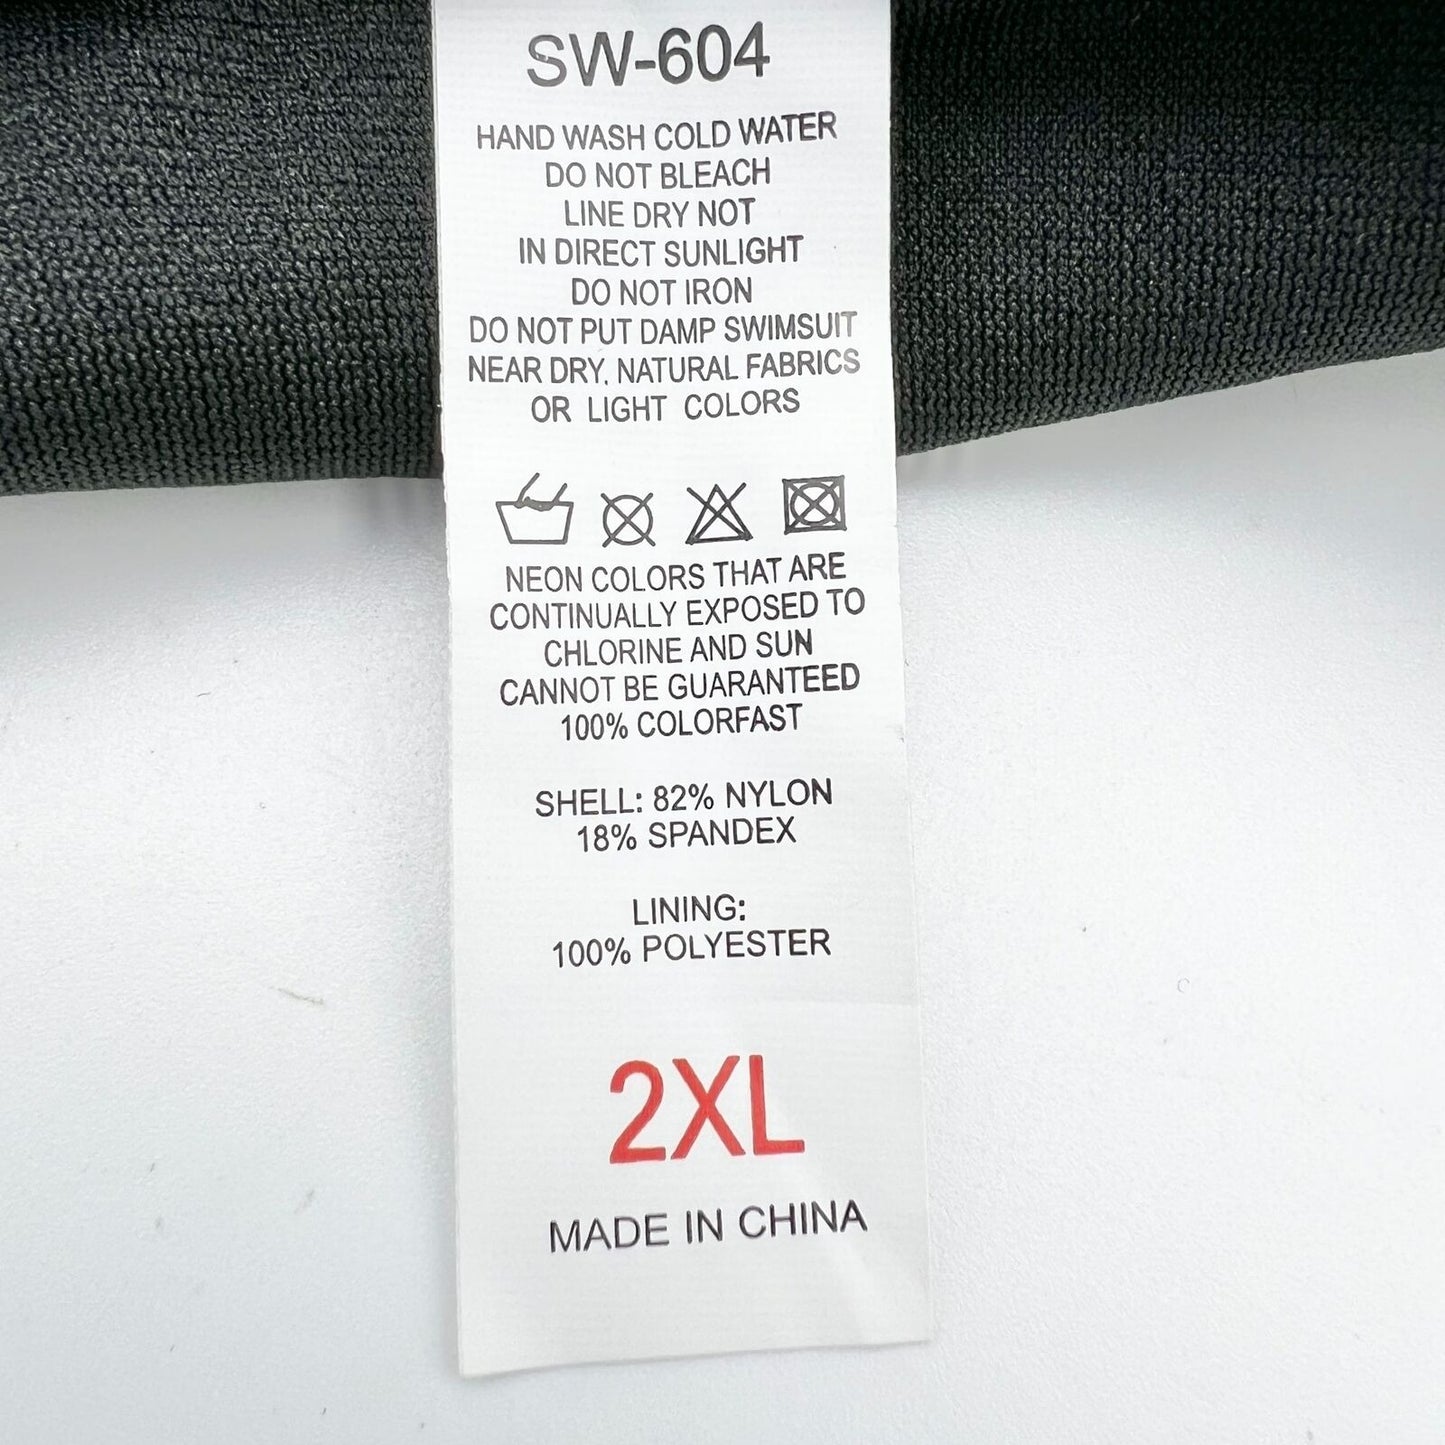 SW-604
HAND WASH COLD WATER
DO NOT BLEACH
LINE DRY NOT
IN DIRECT SUNLIGHT
DO NOT IRON
DO NOT PUT DAMP SWIMSUIT
NEAR DRY, NATURAL FABRICS
OR LIGHT COLORS
NEON COLORS THAT ARE
CONTINUALLY EXPOSED TO
CHLORINE AND SUN
CANNOT BE GUARANTEED
100% COLORFAST
SHELL: 82% NYLON
18% SPANDEX
LINING:
100% POLYESTER
2XL
MADE IN CHINA